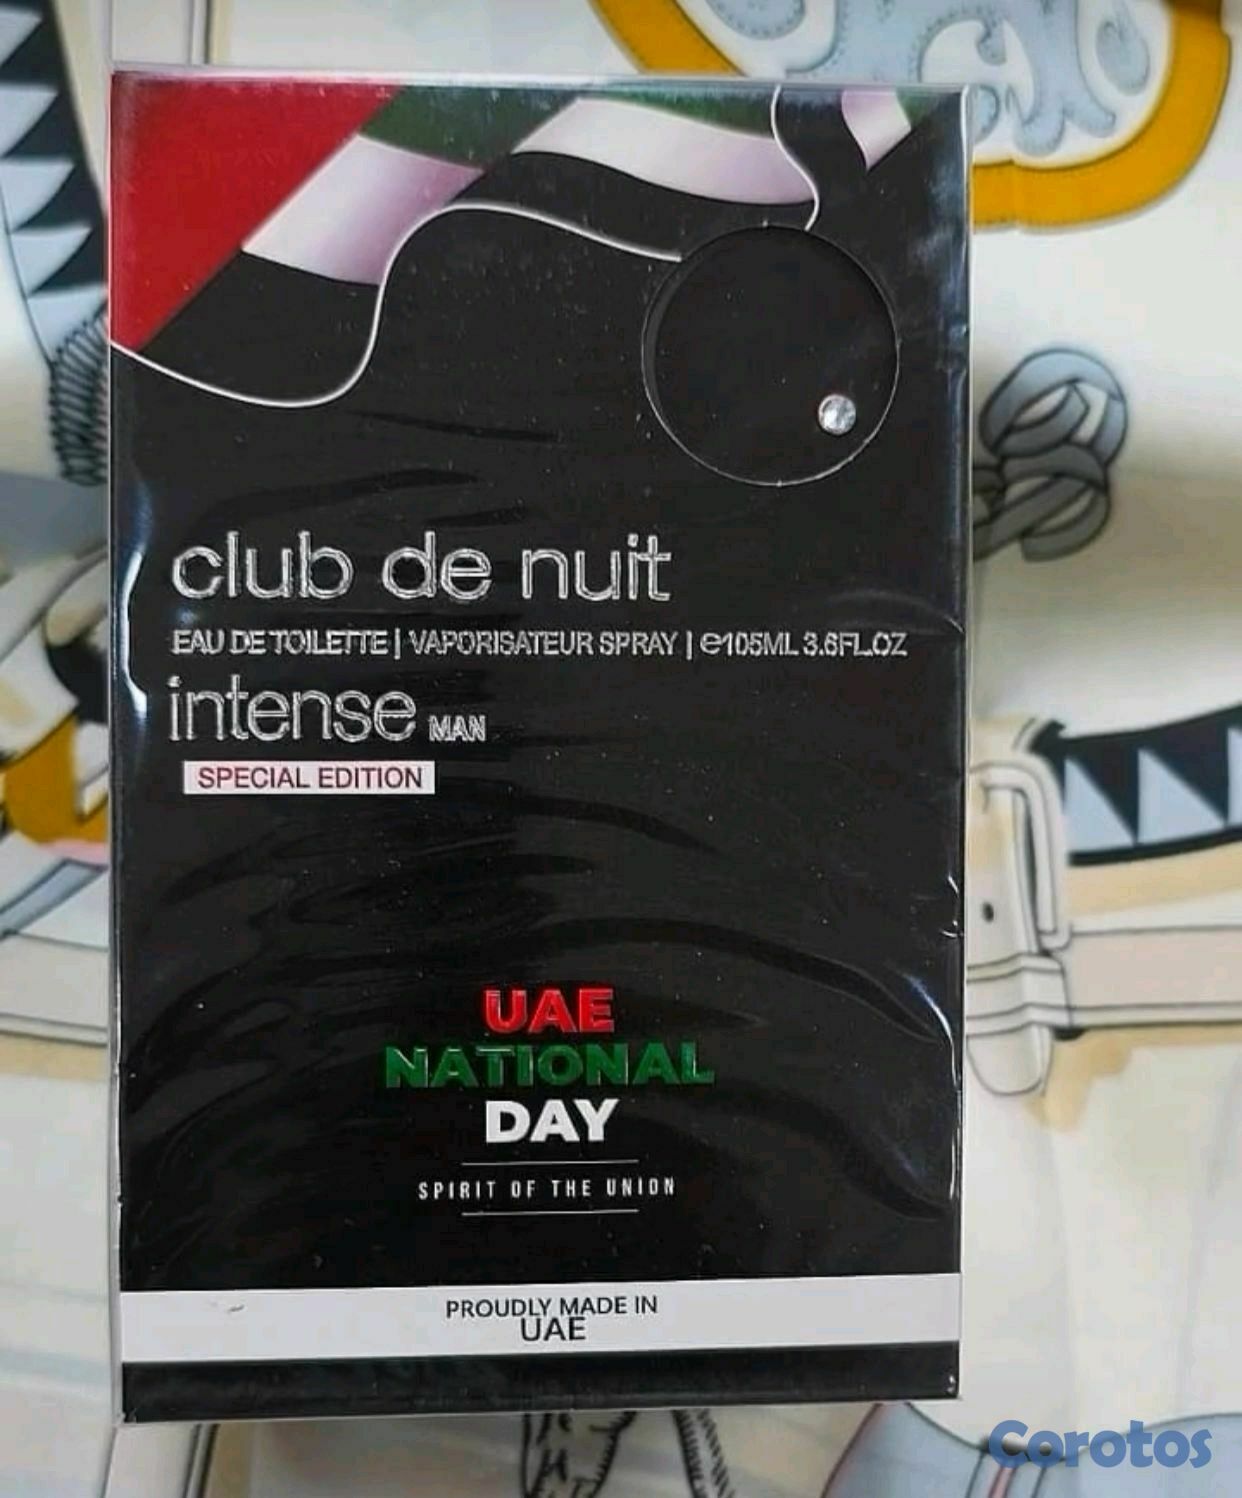 club de nuit
EAU DE TOILETTE | VAPORISATEUR SPRAY | ℮105ML 3.6FL.OZ
intense MAN
SPECIAL EDITION
UAE
NATIONAL
DAY
SPIRIT OF THE UNION
PROUDLY MADE IN
UAE
Corotos